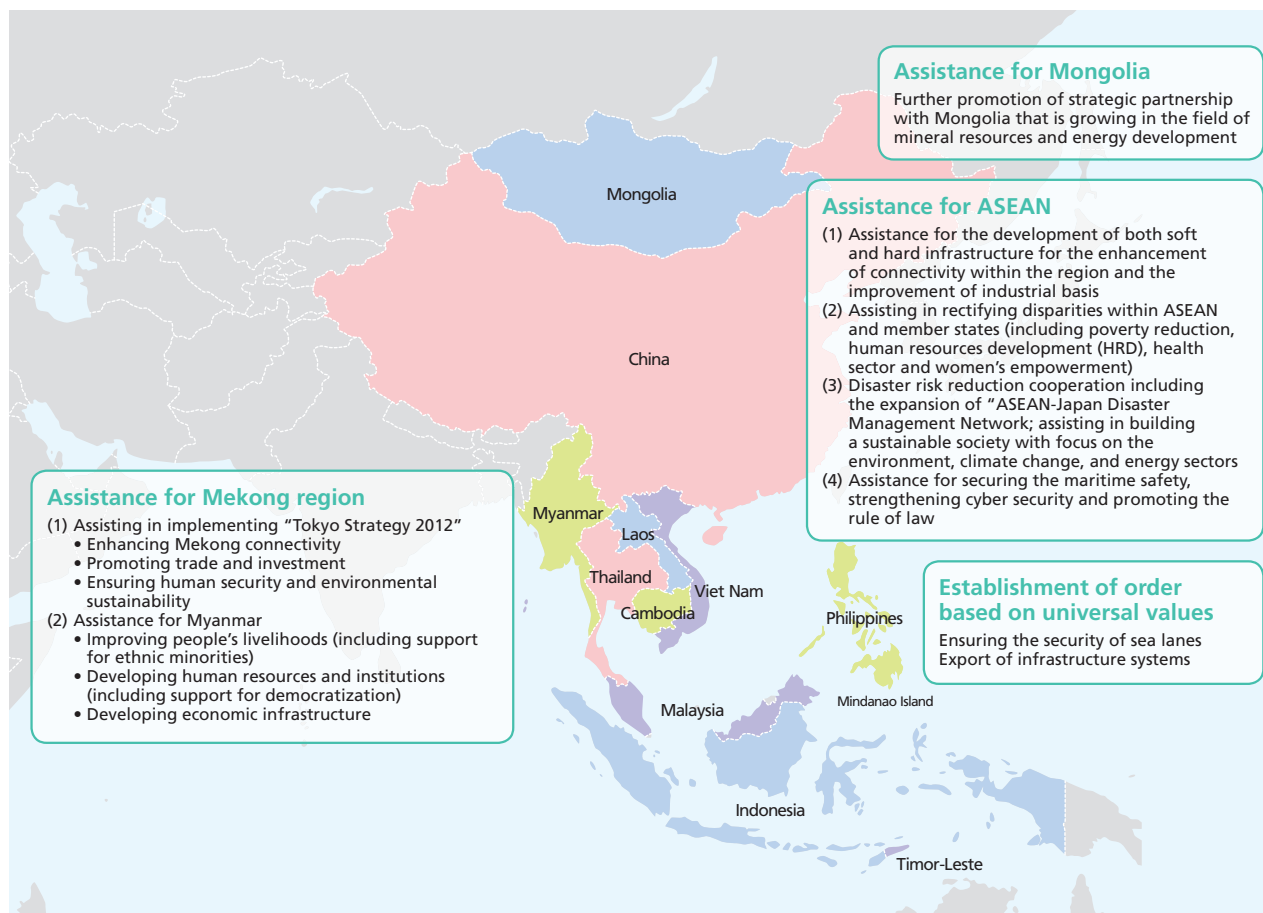 Assistance for Mongolia
Further promotion of strategic partnership
with Mongolia that is growing in the field of
mineral resources and energy development
Mongolia
Assistance for ASEAN
(1) Assistance for the development of both soft
and hard infrastructure for the enhancement
of connectivity within the region and the
improvement of industrial basis
(2) Assisting in rectifying disparities within ASEAN
and member states (including poverty reduction,
human resources development (HRD), health
sector and women's empowerment)
(3) Disaster risk reduction cooperation including
the expansion of “ASEAN-Japan Disaster
Management Network; assisting in building
a sustainable society with focus on the
environment, climate change, and energy sectors
(4) Assistance for securing the maritime safety,
strengthening cyber security and promoting the
rule of law
China
Assistance for Mekong region
(1) Assisting in implementing “Tokyo Strategy 2012”
• Enhancing Mekong connectivity
• Promoting trade and investment
• Ensuring human security and environmental
sustainability
(2) Assistance for Myanmar
• Improving people's livelihoods (including support
for ethnic minorities)
• Developing human resources and institutions
(including support for democratization)
• Developing economic infrastructure
Myanmar
Laos
Thailand
Viet Nam
Cambodia
Establishment of order
based on universal values
Ensuring the security of sea lanes
Export of infrastructure systems
Philippines
Mindanao Island
Malaysia
Indonesia
Timor-Leste